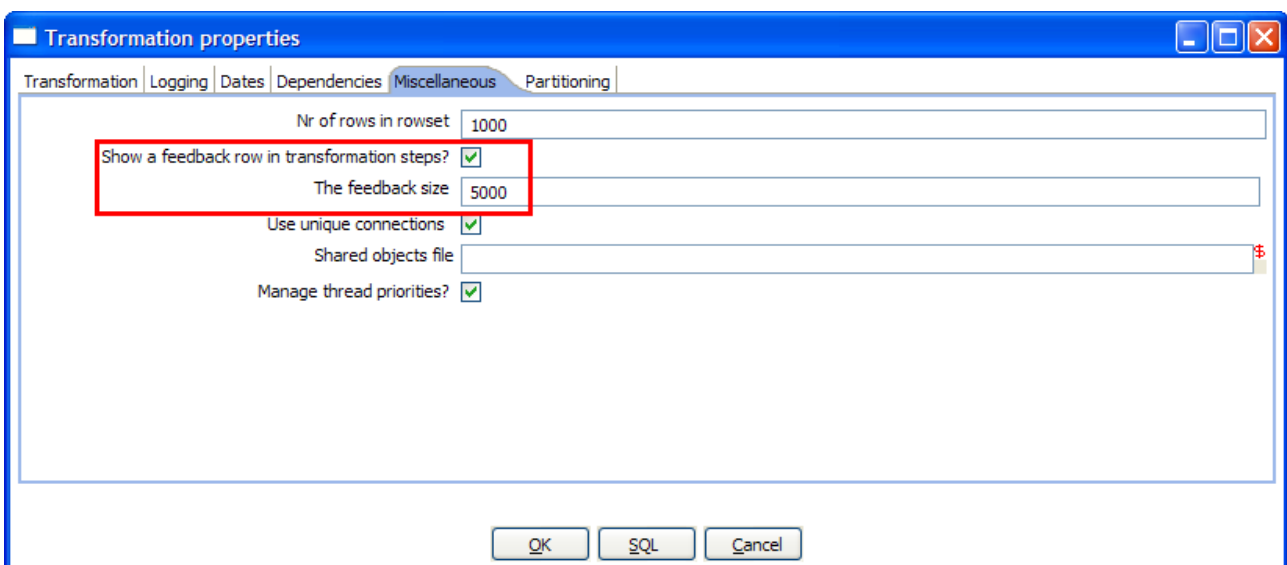 Transformation properties
Transformation Logging Dates Dependencies Miscellaneous Partitioning
Nr of rows in rowset 1000
Show a feedback row in transformation steps?
The feedback size 5000
Use unique connections
Shared objects file $
Manage thread priorities?
OK SQL Cancel